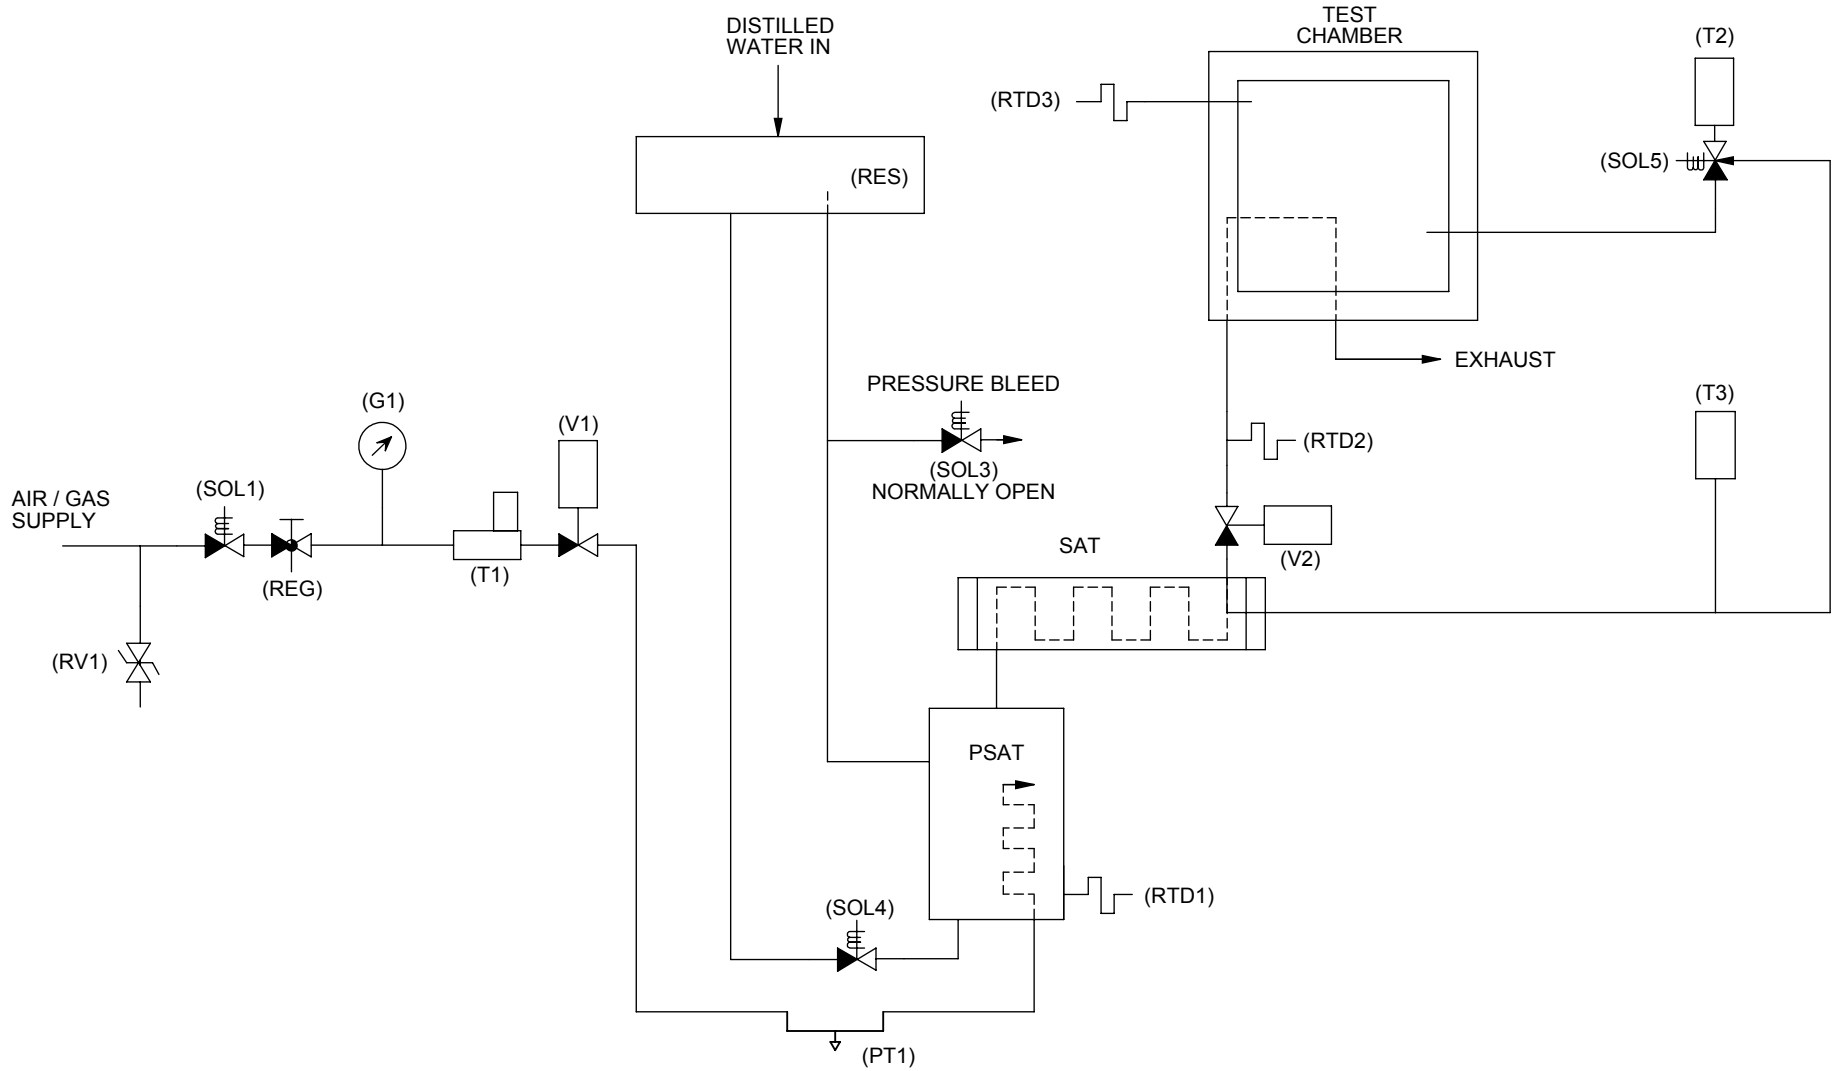 DISTILLED
WATER IN
TEST
CHAMBER
(T2)
(RTD3)
(SOL5)
(RES)
EXHAUST
PRESSURE BLEED
(T3)
(G1)
(V1)
(RTD2)
(SOL3)
NORMALLY OPEN
(SOL1)
AIR / GAS
SUPPLY
SAT
(V2)
(T1)
(REG)
(RV1)
PSAT
(RTD1)
(SOL4)
(PT1)